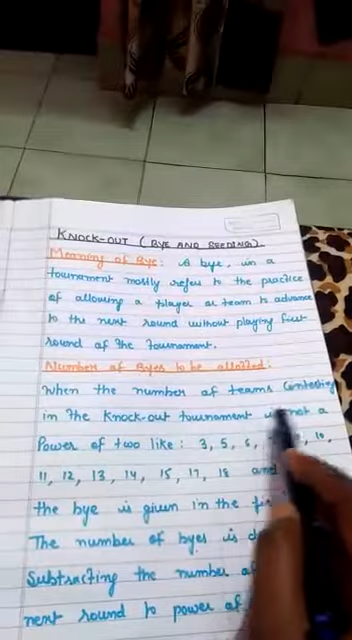 KNOCK-OUT (BYE AND SEEDING)
Meaning of Bye: A bye, in a
tournament mostly refers to the practice
of allowing a player or team to advance
to the next round without playing first
round of the tournament.
Number of Byes to be allotted:
When the number of teams contesting
in the knock-out tournament is not a
Power of two like: 3, 5, 6, 10,
11, 12, 13, 14, 15, 17, 18 and
the bye is given in the
The number of byes is
Subtracting the number of
next round to power of